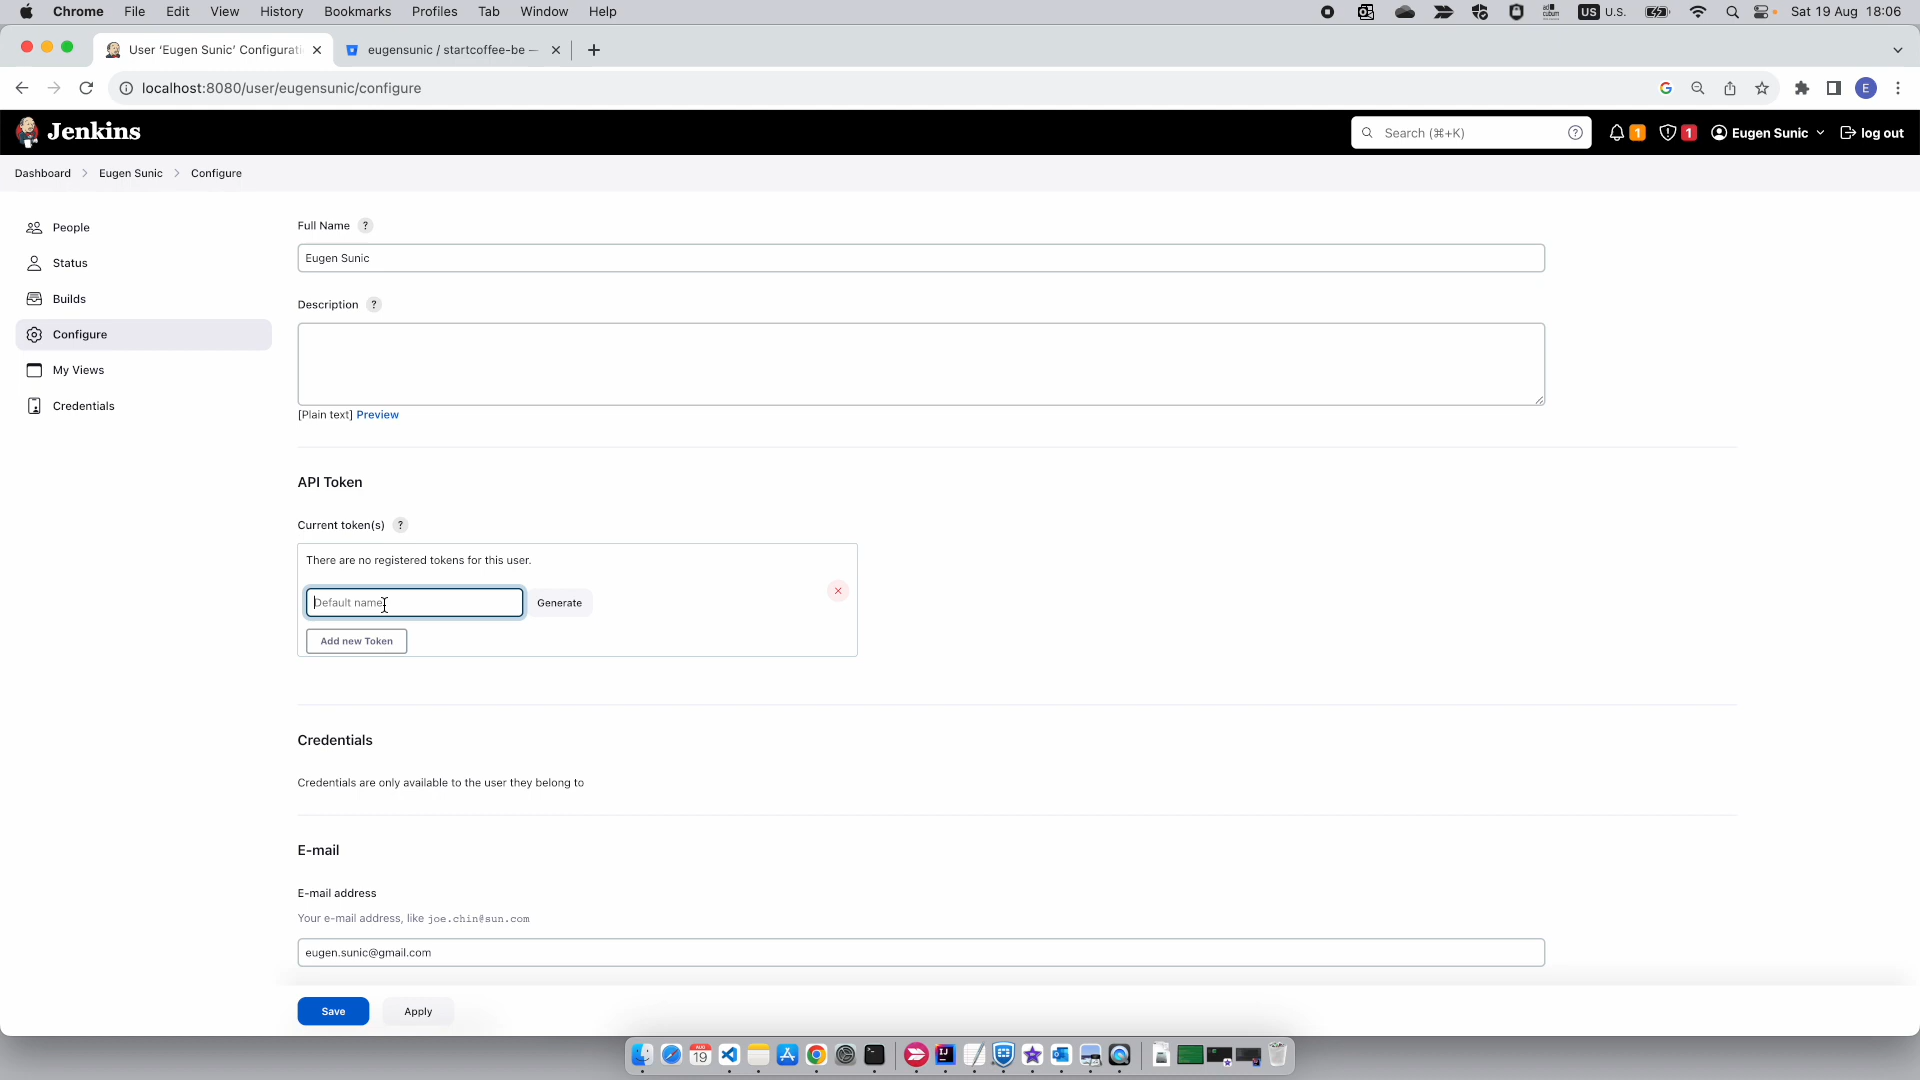 Chrome File Edit View History Bookmarks Profiles Tab Window Help US U.S. Sat 19 Aug 18:06
User 'Eugen Sunic' Configurati
eugensunic / startcoffee-be —
localhost:8080/user/eugensunic/configure
E
Jenkins
Search (⌘+K)
?
1
1
Eugen Sunic
log out
Dashboard > Eugen Sunic > Configure
People
Status
Builds
Configure
My Views
Credentials
Full Name ?
Eugen Sunic
Description ?
[Plain text] Preview
API Token
Current token(s) ?
There are no registered tokens for this user.
Default name
Generate
Add new Token
Credentials
Credentials are only available to the user they belong to
E-mail
E-mail address
Your e-mail address, like joe.chin@sun.com
eugen.sunic@gmail.com
Save
Apply
AUG
19